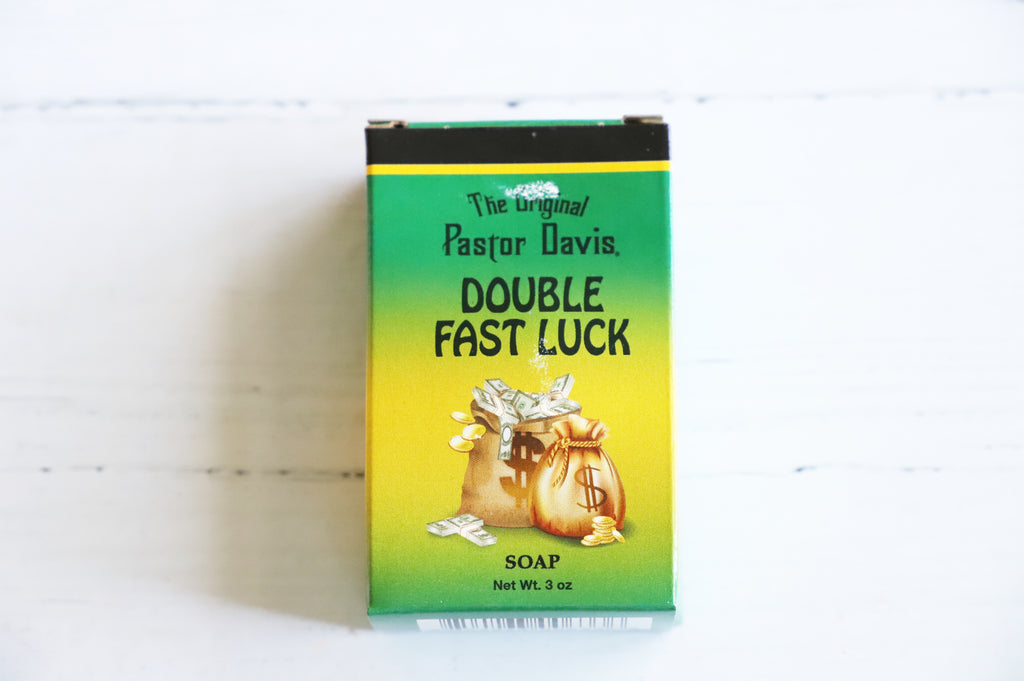 The Original
Pastor Davis.
DOUBLE
FAST LUCK
$
$
SOAP
Net Wt. 3 oz